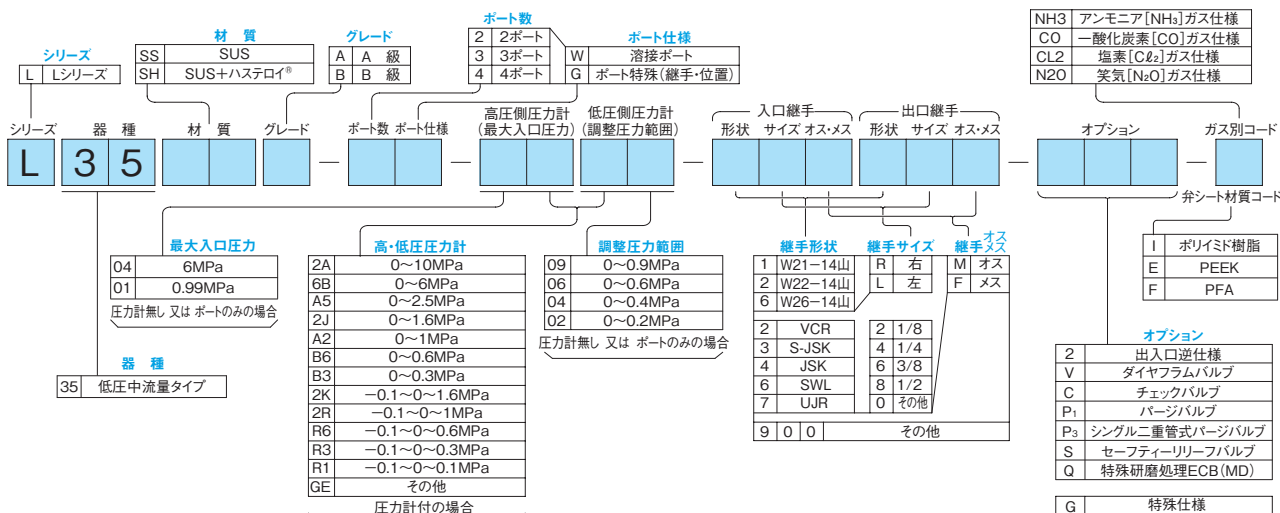 シリーズ
L Lシリーズ
材 質
SS SUS
SH SUS+ハステロイ®
グレード
A A 級
B B 級
ポート数
2 2ポート
3 3ポート
4 4ポート
ポート仕様
W 溶接ポート
G ポート特殊(継手・位置)
NH3 アンモニア[NH₃]ガス仕様
CO 一酸化炭素[CO]ガス仕様
CL2 塩素[Cℓ₂]ガス仕様
N2O 笑気[N₂O]ガス仕様
シリーズ 器 種 材 質 グレード ポート数 ポート仕様
高圧側圧力計 低圧側圧力計
(最大入口圧力) (調整圧力範囲)
入口継手 出口継手
形状 サイズ オス・メス 形状 サイズ オス・メス
オプション ガス別コード
L 3 5
弁シート材質コード
最大入口圧力
04 6MPa
01 0.99MPa
圧力計無し 又は ポートのみの場合
器 種
35 低圧中流量タイプ
高・低圧圧力計
2A 0〜10MPa
6B 0〜6MPa
A5 0〜2.5MPa
2J 0〜1.6MPa
A2 0〜1MPa
B6 0〜0.6MPa
B3 0〜0.3MPa
2K −0.1〜0〜1.6MPa
2R −0.1〜0〜1MPa
R6 −0.1〜0〜0.6MPa
R3 −0.1〜0〜0.3MPa
R1 −0.1〜0〜0.1MPa
GE その他
圧力計付の場合
調整圧力範囲
09 0〜0.9MPa
06 0〜0.6MPa
04 0〜0.4MPa
02 0〜0.2MPa
圧力計無し 又は ポートのみの場合
継手形状
1 W21−14山
2 W22−14山
6 W26−14山
2 VCR
3 S-JSK
4 JSK
6 SWL
7 UJR
9 0 0 その他
継手サイズ
R 右
L 左
2 1/8
4 1/4
6 3/8
8 1/2
0 その他
継手オスメス
M オス
F メス
I ポリイミド樹脂
E PEEK
F PFA
オプション
2 出入口逆仕様
V ダイヤフラムバルブ
C チェックバルブ
P₁ パージバルブ
P₃ シングル二重管式パージバルブ
S セーフティーリリーフバルブ
Q 特殊研磨処理ECB(MD)
G 特殊仕様